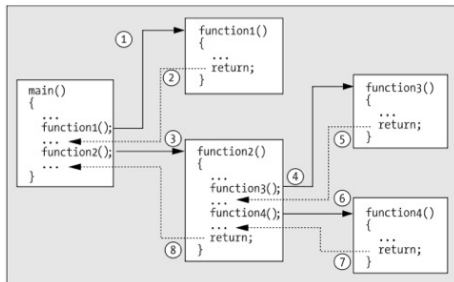 main()
{
...
function1();
...
function2();
...
}
1
function1()
{
...
return;
}
2
3
function2()
{
...
function3();
...
function4();
...
return;
}
4
function3()
{
...
return;
}
5
6
function4()
{
...
return;
}
7
8